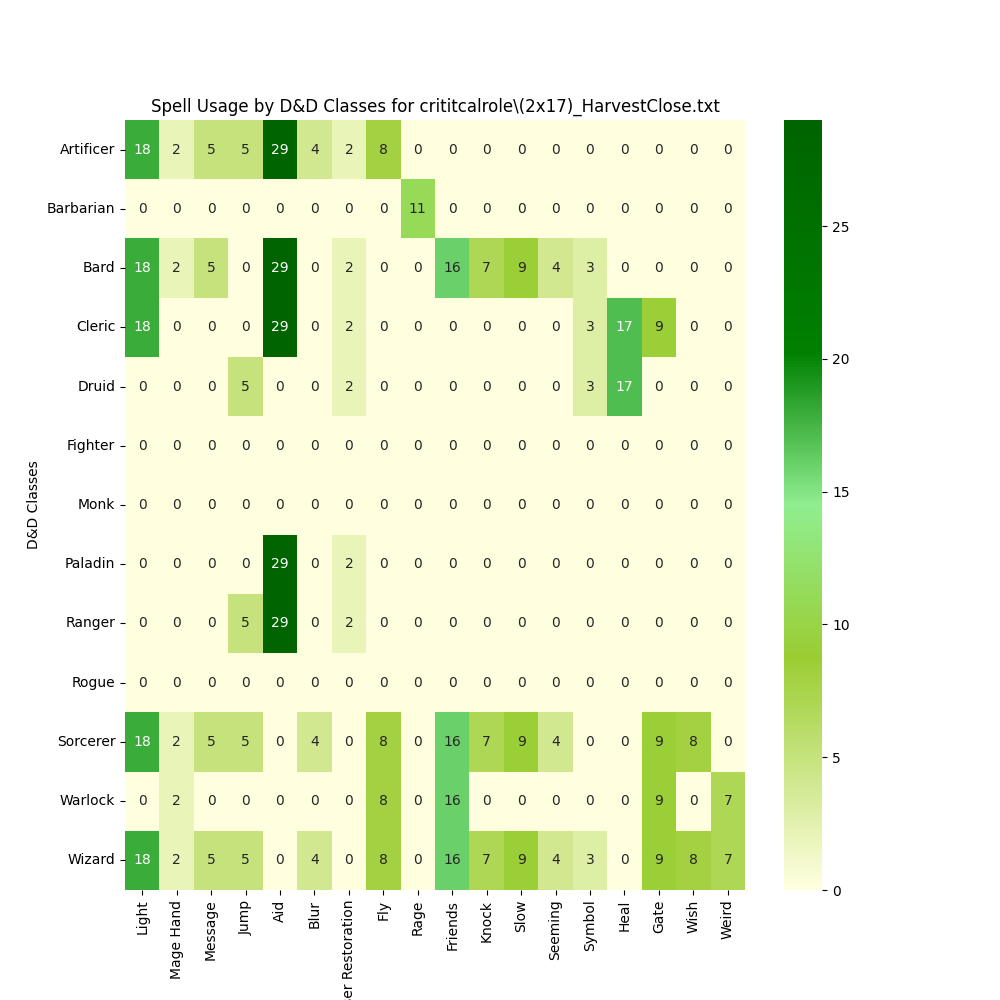 Spell Usage by D&D Classes for crititcalrole\(2x17)_HarvestClose.txt
D&D Classes
Artificer 18 2 5 5 29 4 2 8 0 0 0 0 0 0 0 0 0 0
Barbarian 0 0 0 0 0 0 0 0 11 0 0 0 0 0 0 0 0 0
Bard 18 2 5 0 29 0 2 0 0 16 7 9 4 3 0 0 0 0
Cleric 18 0 0 0 29 0 2 0 0 0 0 0 0 3 17 9 0 0
Druid 0 0 0 5 0 0 2 0 0 0 0 0 0 3 17 0 0 0
Fighter 0 0 0 0 0 0 0 0 0 0 0 0 0 0 0 0 0 0
Monk 0 0 0 0 0 0 0 0 0 0 0 0 0 0 0 0 0 0
Paladin 0 0 0 0 29 0 2 0 0 0 0 0 0 0 0 0 0 0
Ranger 0 0 0 5 29 0 2 0 0 0 0 0 0 0 0 0 0 0
Rogue 0 0 0 0 0 0 0 0 0 0 0 0 0 0 0 0 0 0
Sorcerer 18 2 5 5 0 4 0 8 0 16 7 9 4 0 0 9 8 0
Warlock 0 2 0 0 0 0 0 8 0 16 0 0 0 0 0 9 0 7
Wizard 18 2 5 5 0 4 0 8 0 16 7 9 4 3 0 9 8 7
Light
Mage Hand
Message
Jump
Aid
Blur
er Restoration
Fly
Rage
Friends
Knock
Slow
Seeming
Symbol
Heal
Gate
Wish
Weird
25
20
15
10
5
0